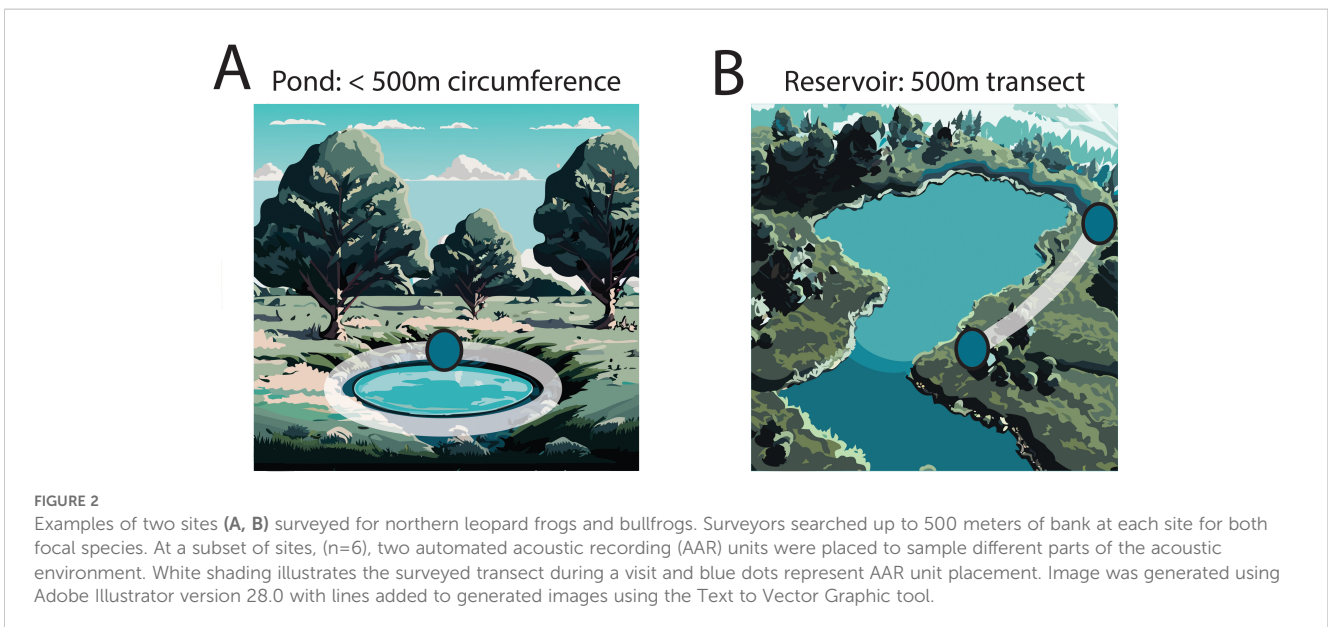 A
Pond: < 500m circumference
B
Reservoir: 500m transect
FIGURE 2
Examples of two sites (A, B) surveyed for northern leopard frogs and bullfrogs. Surveyors searched up to 500 meters of bank at each site for both
focal species. At a subset of sites, (n=6), two automated acoustic recording (AAR) units were placed to sample different parts of the acoustic
environment. White shading illustrates the surveyed transect during a visit and blue dots represent AAR unit placement. Image was generated using
Adobe Illustrator version 28.0 with lines added to generated images using the Text to Vector Graphic tool.